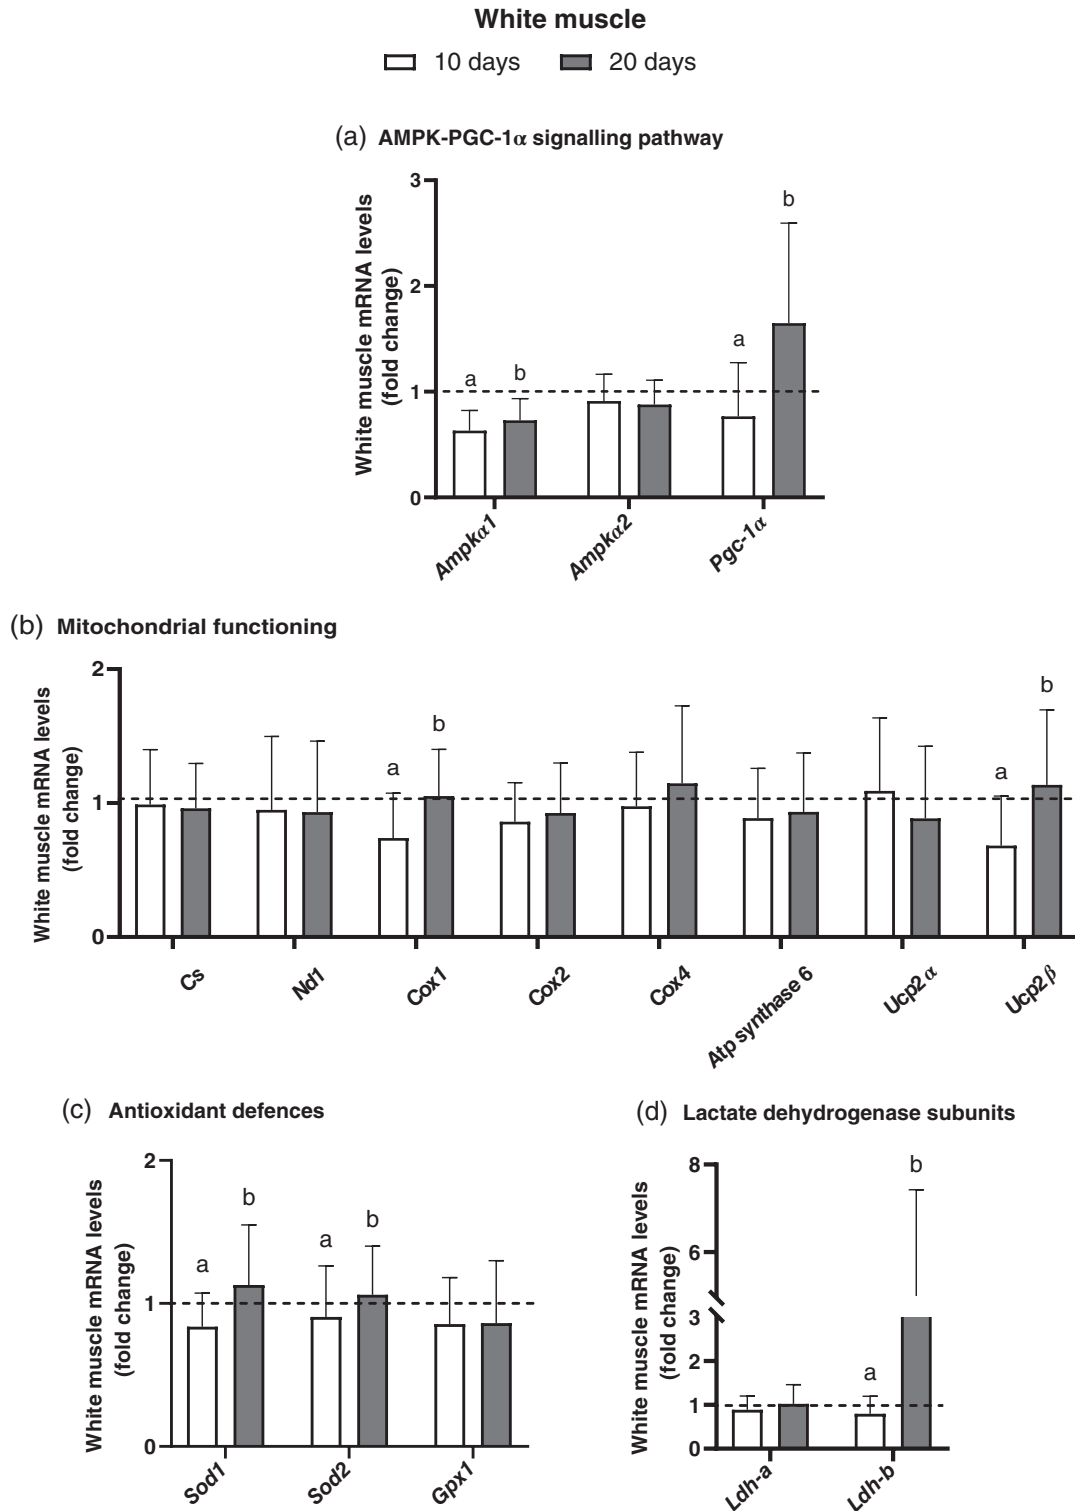 White muscle
10 days 20 days
(a) AMPK-PGC-1α signalling pathway
White muscle mRNA levels
(fold change)
3
2
1
0
a
b
a
b
Ampkα1
Ampkα2
Pgc-1α
(b) Mitochondrial functioning
White muscle mRNA levels
(fold change)
2
1
0
a
b
a
b
Cs
Nd1
Cox1
Cox2
Cox4
Atp synthase 6
Ucp2α
Ucp2β
(c) Antioxidant defences
White muscle mRNA levels
(fold change)
2
1
0
a
b
a
b
Sod1
Sod2
Gpx1
(d) Lactate dehydrogenase subunits
White muscle mRNA levels
(fold change)
8
6
3
2
1
0
a
b
Ldh-a
Ldh-b